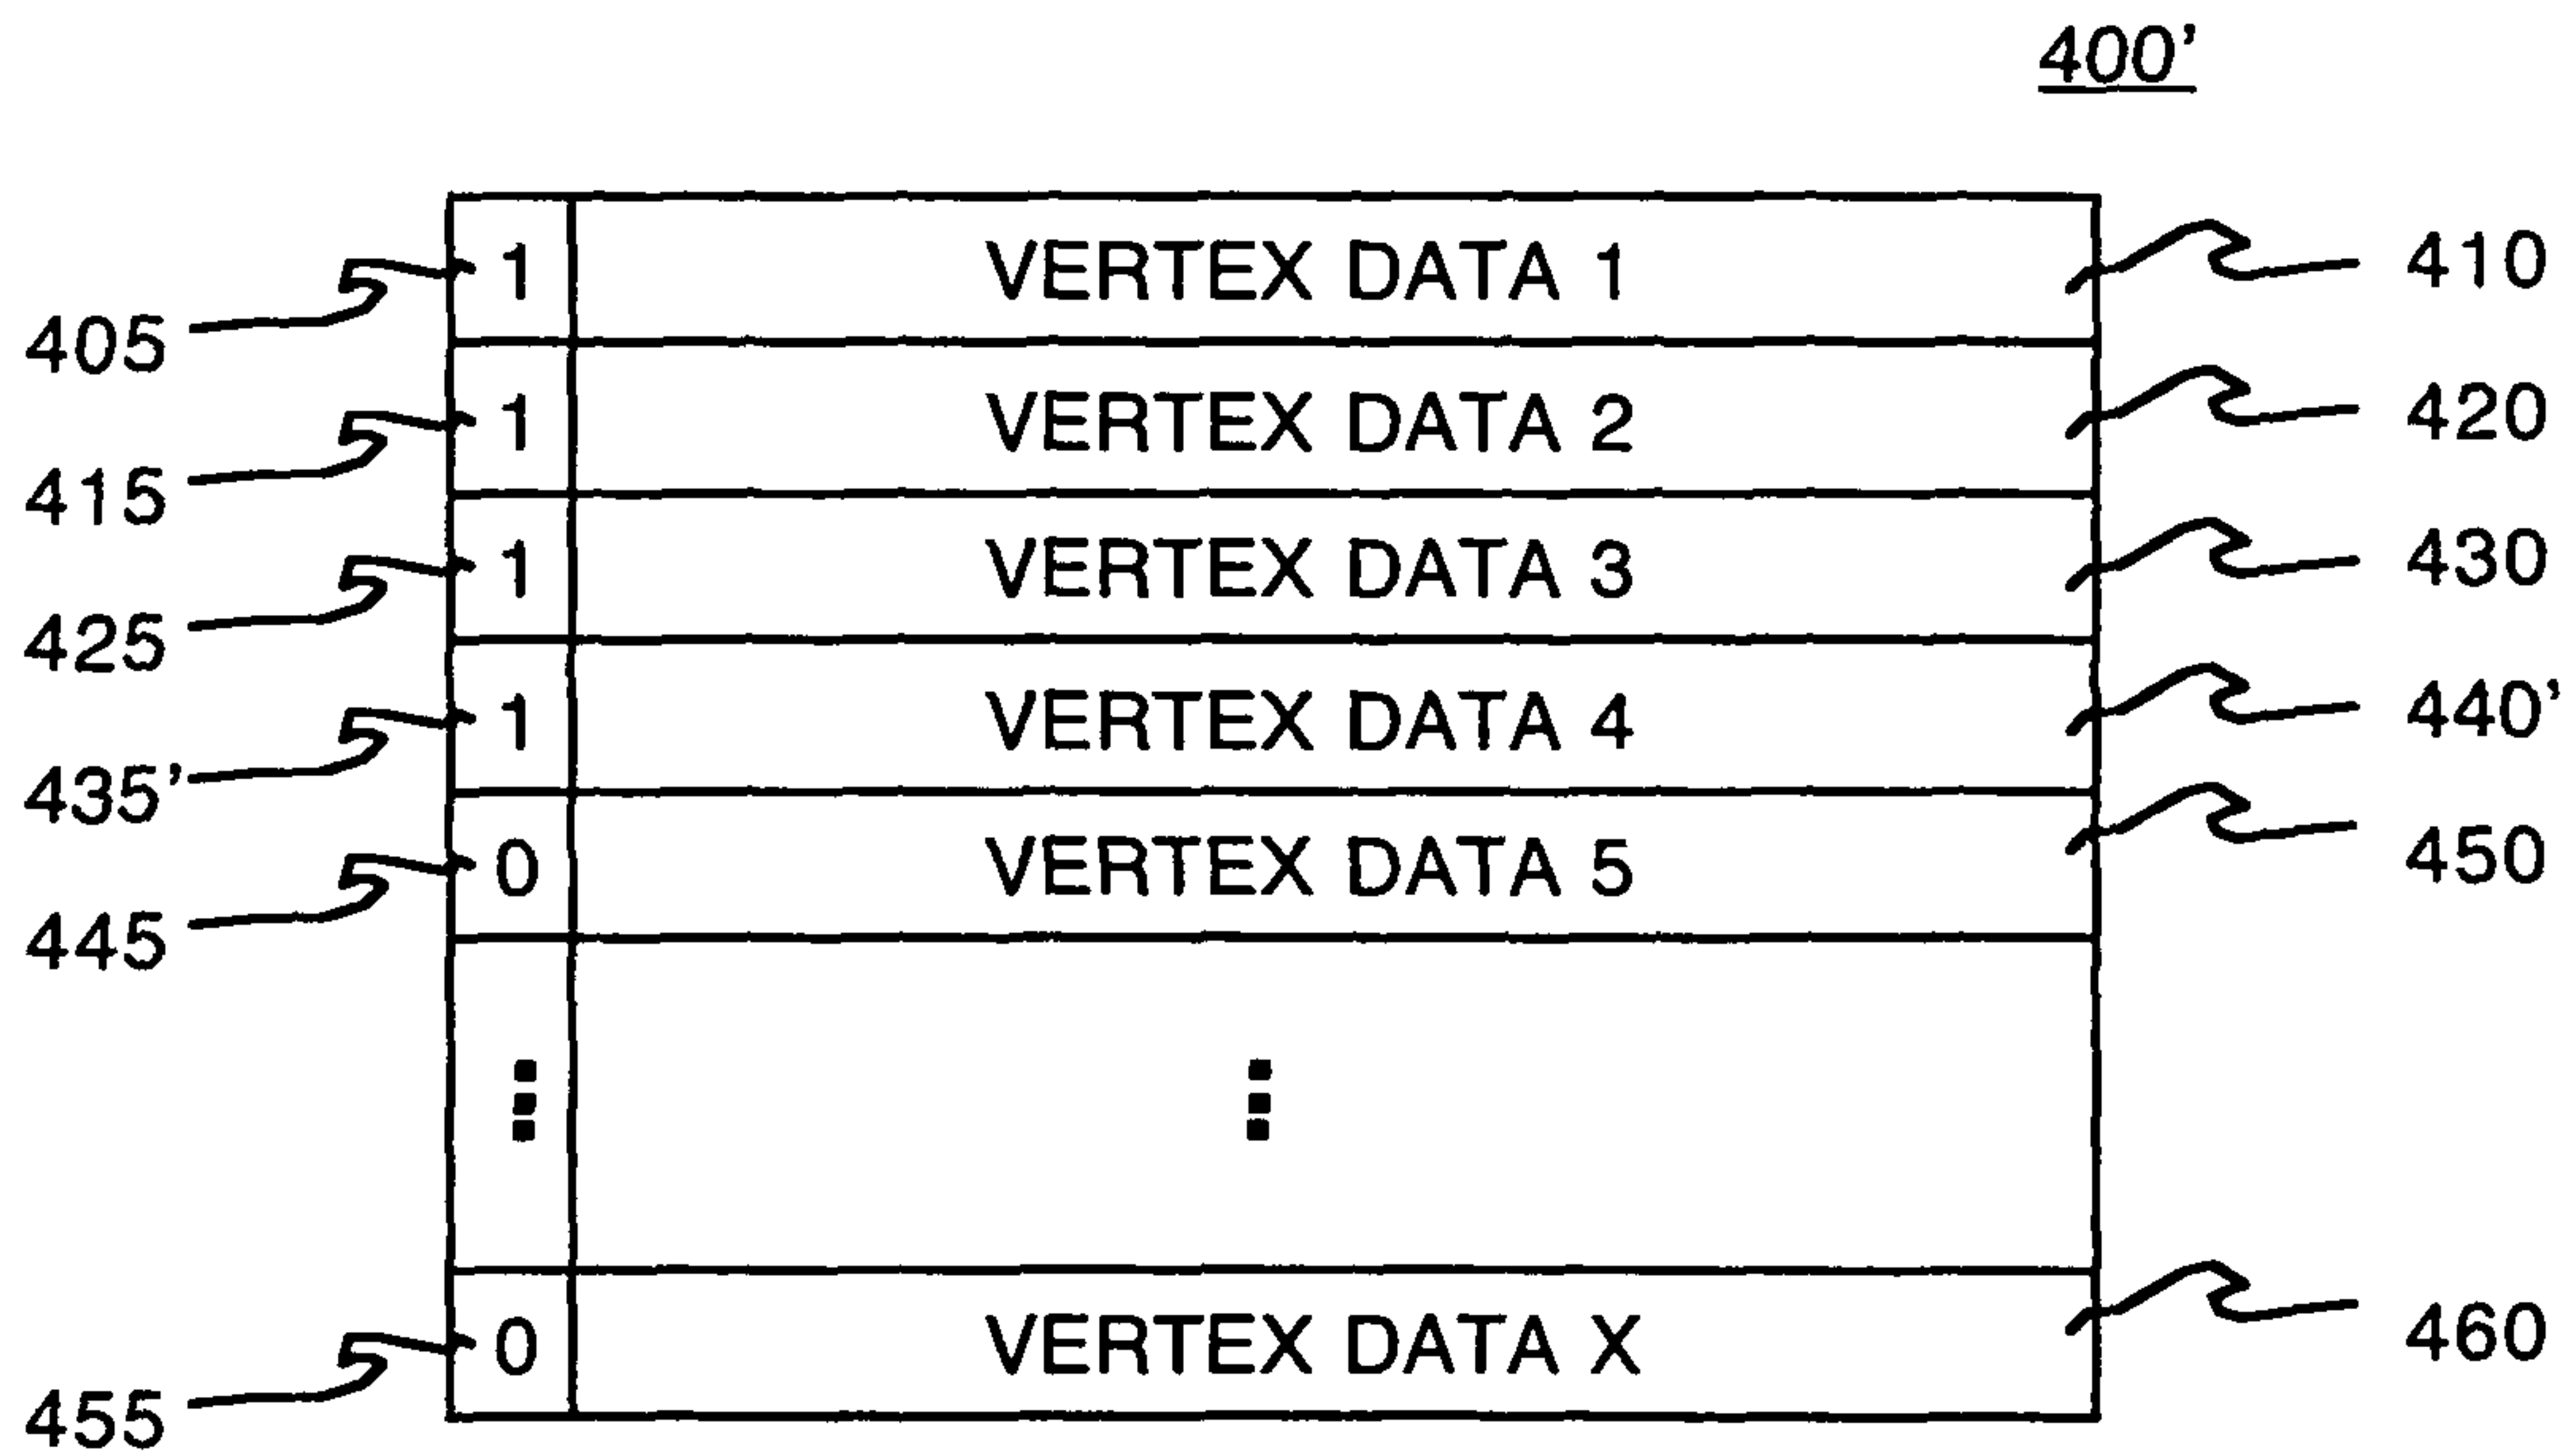 400'
405 1 VERTEX DATA 1 410
415 1 VERTEX DATA 2 420
425 1 VERTEX DATA 3 430
435' 1 VERTEX DATA 4 440'
445 0 VERTEX DATA 5 450
455 0 VERTEX DATA X 460